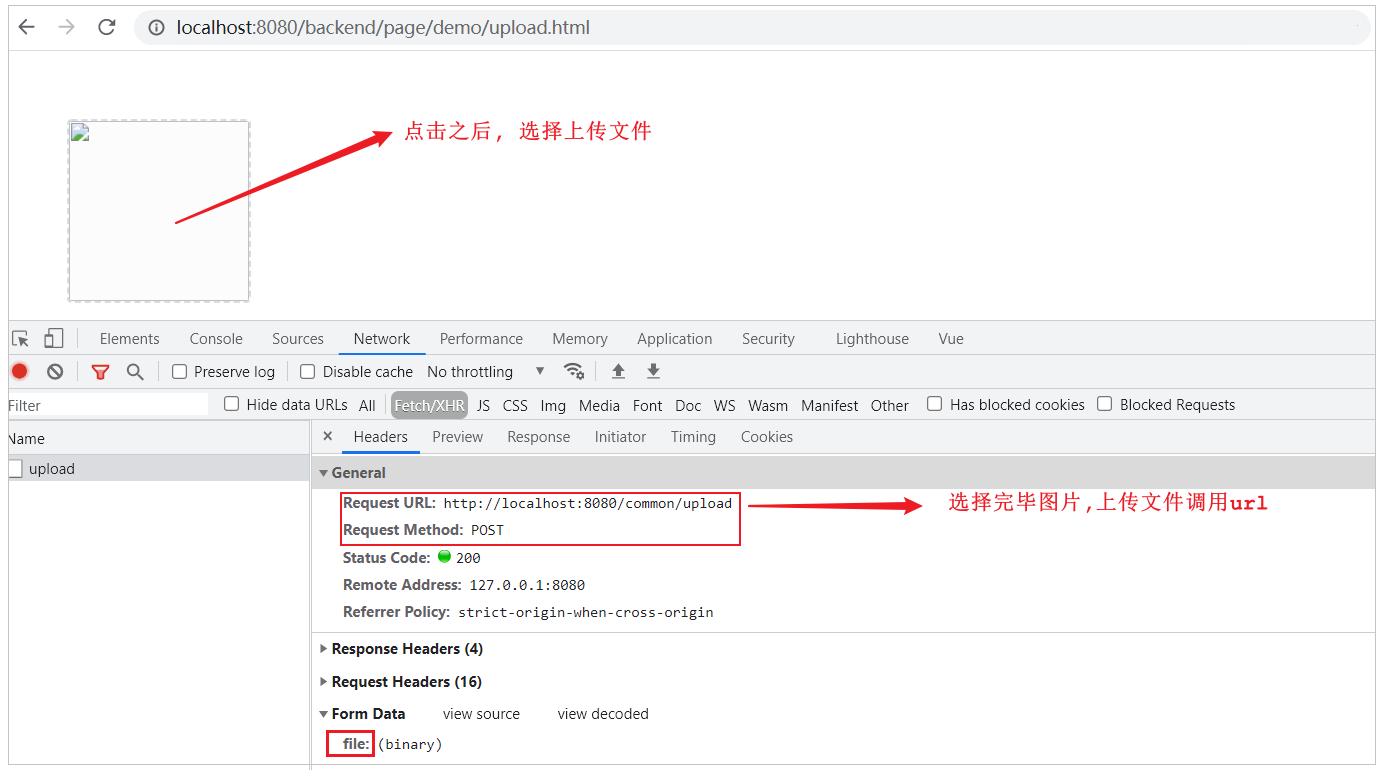 localhost:8080/backend/page/demo/upload.html
点击之后, 选择上传文件
Elements Console Sources Network Performance Memory Application Security Lighthouse Vue
Preserve log Disable cache No throttling
Filter Hide data URLs All Fetch/XHR JS CSS Img Media Font Doc WS Wasm Manifest Other Has blocked cookies Blocked Requests
Name × Headers Preview Response Initiator Timing Cookies
upload
General
Request URL: http://localhost:8080/common/upload
选择完毕图片,上传文件调用url
Request Method: POST
Status Code: 200
Remote Address: 127.0.0.1:8080
Referrer Policy: strict-origin-when-cross-origin
Response Headers (4)
Request Headers (16)
Form Data view source view decoded
file: (binary)